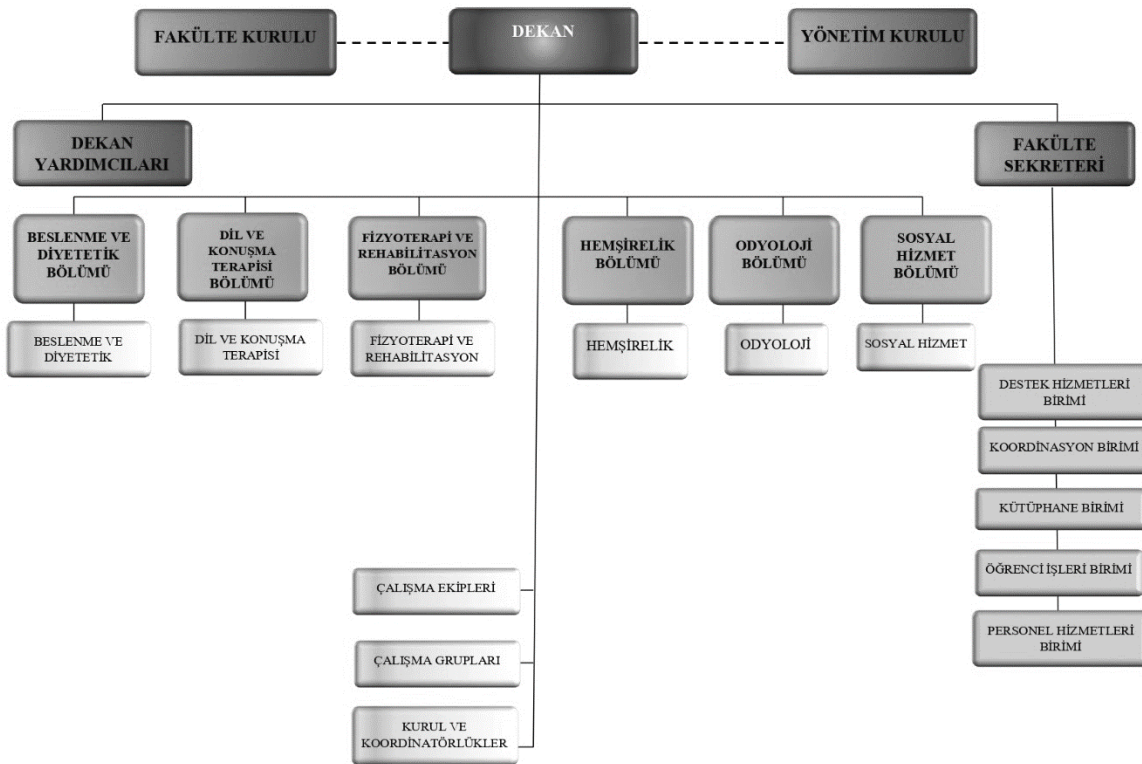 FAKÜLTE KURULU
DEKAN
YÖNETİM KURULU
DEKAN
YARDIMCILARI
FAKÜLTE
SEKRETERİ
BESLENME VE
DİYETETİK
BÖLÜMÜ
DİL VE
KONUŞMA
TERAPİSİ
BÖLÜMÜ
FİZYOTERAPİ VE
REHABİLİTASYON
BÖLÜMÜ
HEMŞİRELİK
BÖLÜMÜ
ODYOLOJİ
BÖLÜMÜ
SOSYAL
HİZMET
BÖLÜMÜ
BESLENME VE
DİYETETİK
DİL VE KONUŞMA
TERAPİSİ
FİZYOTERAPİ VE
REHABİLİTASYON
HEMŞİRELİK
ODYOLOJİ
SOSYAL HİZMET
DESTEK HİZMETLERİ
BİRİMİ
KOORDİNASYON BİRİMİ
KÜTÜPHANE BİRİMİ
ÖĞRENCİ İŞLERİ BİRİMİ
PERSONEL HİZMETLERİ
BİRİMİ
ÇALIŞMA EKİPLERİ
ÇALIŞMA GRUPLARI
KURUL VE
KOORDİNATÖRLÜKLER